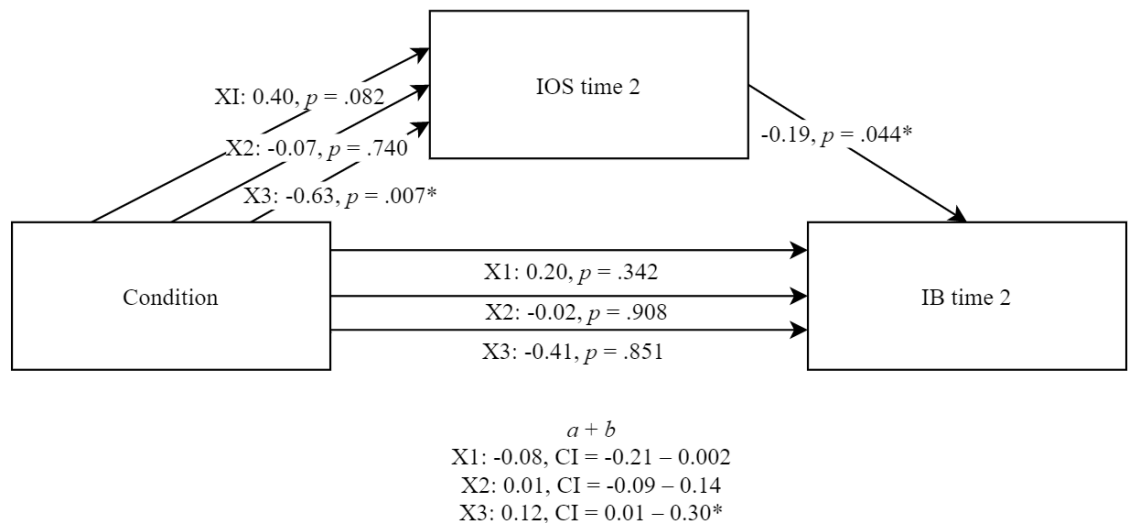 IOS time 2
XI: 0.40, p = .082
X2: -0.07, p = .740
X3: -0.63, p = .007*
-0.19, p = .044*
Condition
X1: 0.20, p = .342
X2: -0.02, p = .908
X3: -0.41, p = .851
IB time 2
a + b
X1: -0.08, CI = -0.21 – 0.002
X2: 0.01, CI = -0.09 – 0.14
X3: 0.12, CI = 0.01 – 0.30*